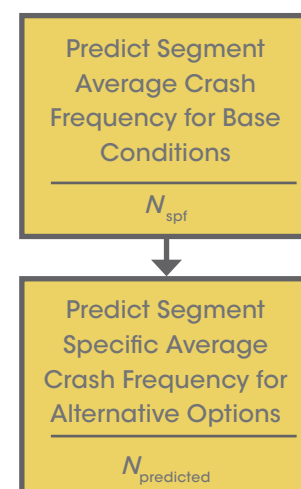 Predict Segment
Average Crash
Frequency for Base
Conditions
Nspf
Predict Segment
Specific Average
Crash Frequency for
Alternative Options
Npredicted